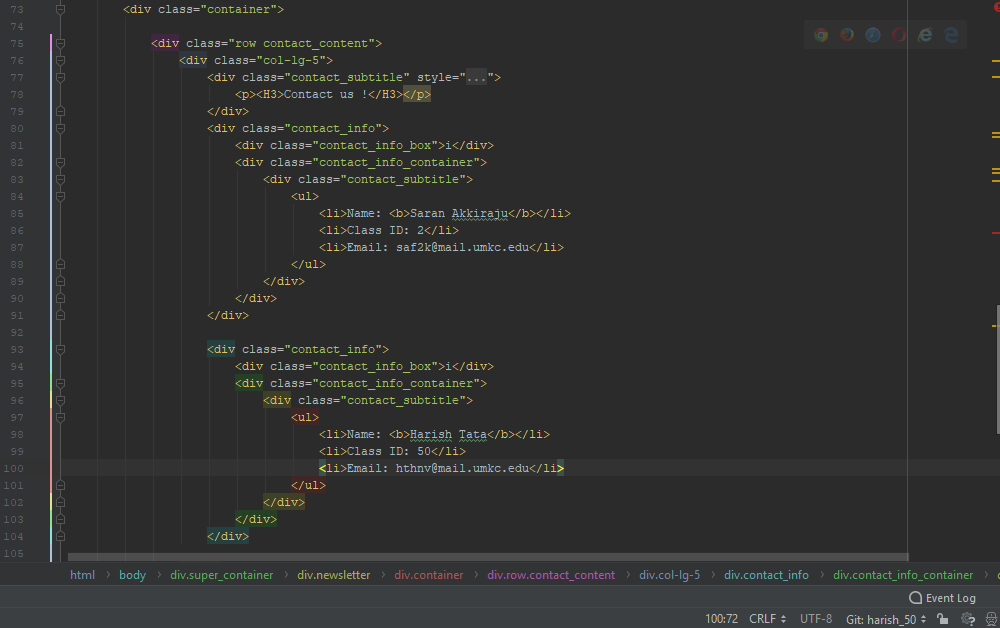 73 <div class="container">
74
75 <div class="row contact_content">
76 <div class="col-lg-5">
77 <div class="contact_subtitle" style="...">
78 <p><H3>Contact us !</H3></p>
79 </div>
80 <div class="contact_info">
81 <div class="contact_info_box">i</div>
82 <div class="contact_info_container">
83 <div class="contact_subtitle">
84 <ul>
85 <li>Name: <b>Saran Akkiraju</b></li>
86 <li>Class ID: 2</li>
87 <li>Email: saf2k@mail.umkc.edu</li>
88 </ul>
89 </div>
90 </div>
91 </div>
92
93 <div class="contact_info">
94 <div class="contact_info_box">i</div>
95 <div class="contact_info_container">
96 <div class="contact_subtitle">
97 <ul>
98 <li>Name: <b>Harish Tata</b></li>
99 <li>Class ID: 50</li>
100 <li>Email: hthnv@mail.umkc.edu</li>
101 </ul>
102 </div>
103 </div>
104 </div>
105
html › body › div.super_container › div.newsletter › div.container › div.row.contact_content › div.col-lg-5 › div.contact_info › div.contact_info_container ›
Event Log
100:72 CRLF UTF-8 Git: harish_50